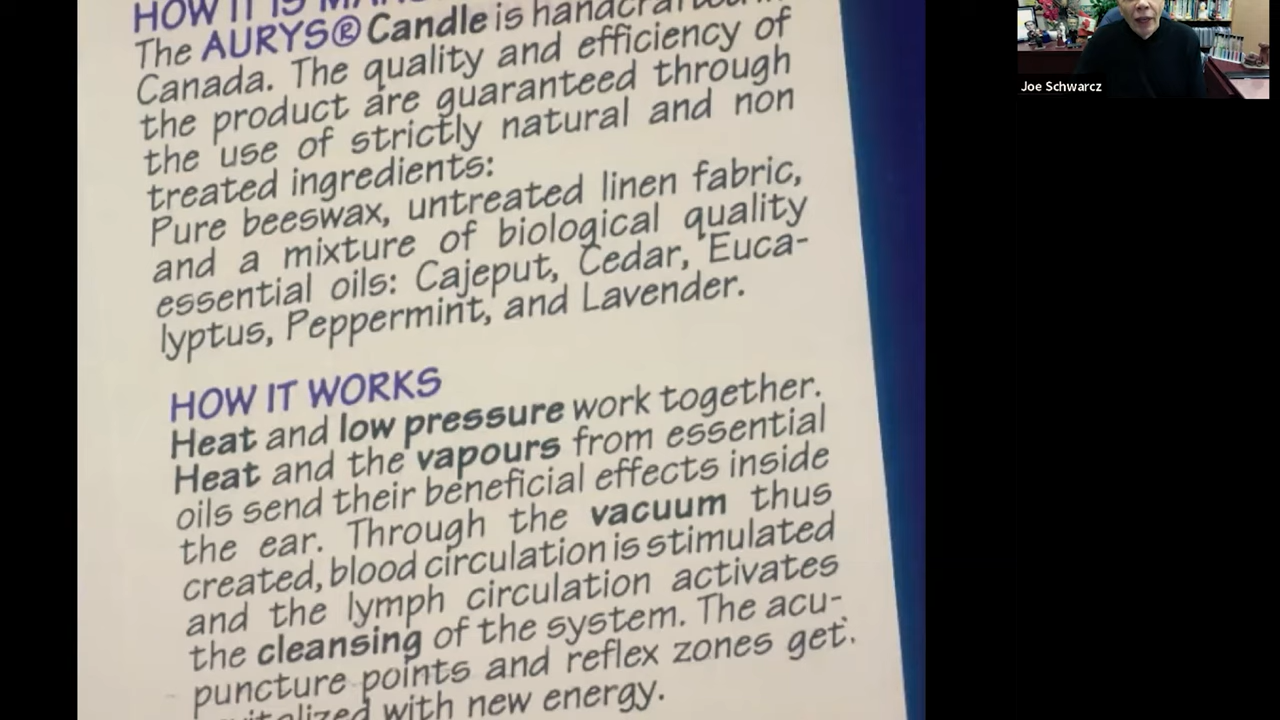 HOW IT IS
The AURYS® Candle is handcrafted in
Canada. The quality and efficiency of
the product are guaranteed through
the use of strictly natural and non
treated ingredients:
Pure beeswax, untreated linen fabric,
and a mixture of biological quality
essential oils: Cajeput, Cedar, Euca-
lyptus, Peppermint, and Lavender.
HOW IT WORKS
Heat and low pressure work together.
Heat and the vapours from essential
oils send their beneficial effects inside
the ear. Through the vacuum thus
created, blood circulation is stimulated
and the lymph circulation activates
the cleansing of the system. The acu-
puncture points and reflex zones get
with new energy.
Joe Schwarcz